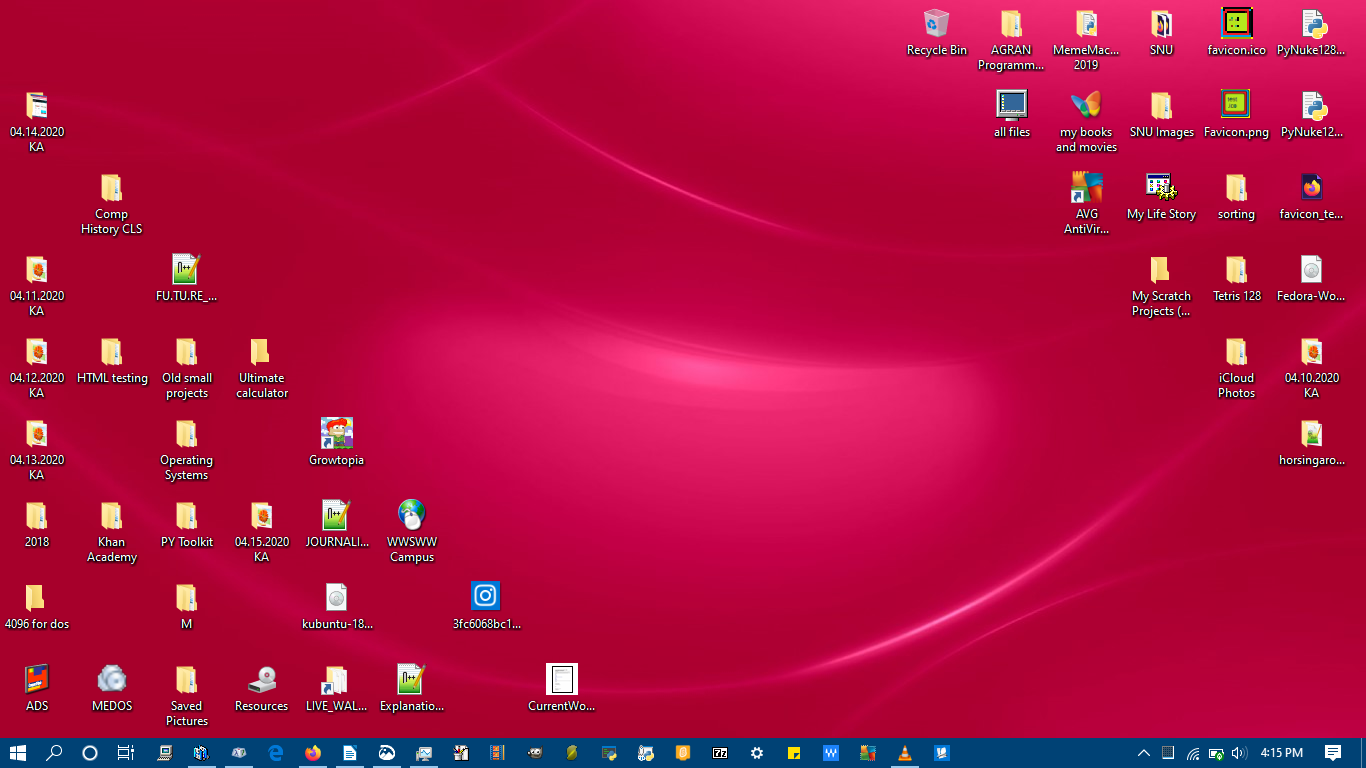 Recycle Bin
AGRAN
Programm...
MemeMac...
2019
SNU
favicon.ico
PyNuke128...
04.14.2020
KA
all files
my books
and movies
SNU Images
Favicon.png
PyNuke12...
Comp
History CLS
AVG
AntiVir...
My Life Story
sorting
favicon_te...
04.11.2020
KA
FU.TU.RE_...
My Scratch
Projects (...
Tetris 128
Fedora-Wo...
04.12.2020
KA
HTML testing
Old small
projects
Ultimate
calculator
iCloud
Photos
04.10.2020
KA
04.13.2020
KA
Operating
Systems
Growtopia
horsingaro...
2018
Khan
Academy
PY Toolkit
04.15.2020
KA
JOURNALI...
WWSWW
Campus
4096 for dos
M
kubuntu-18...
3fc6068bc1...
ADS
MEDOS
Saved
Pictures
Resources
LIVE_WAL...
Explanatio...
CurrentWo...
4:15 PM